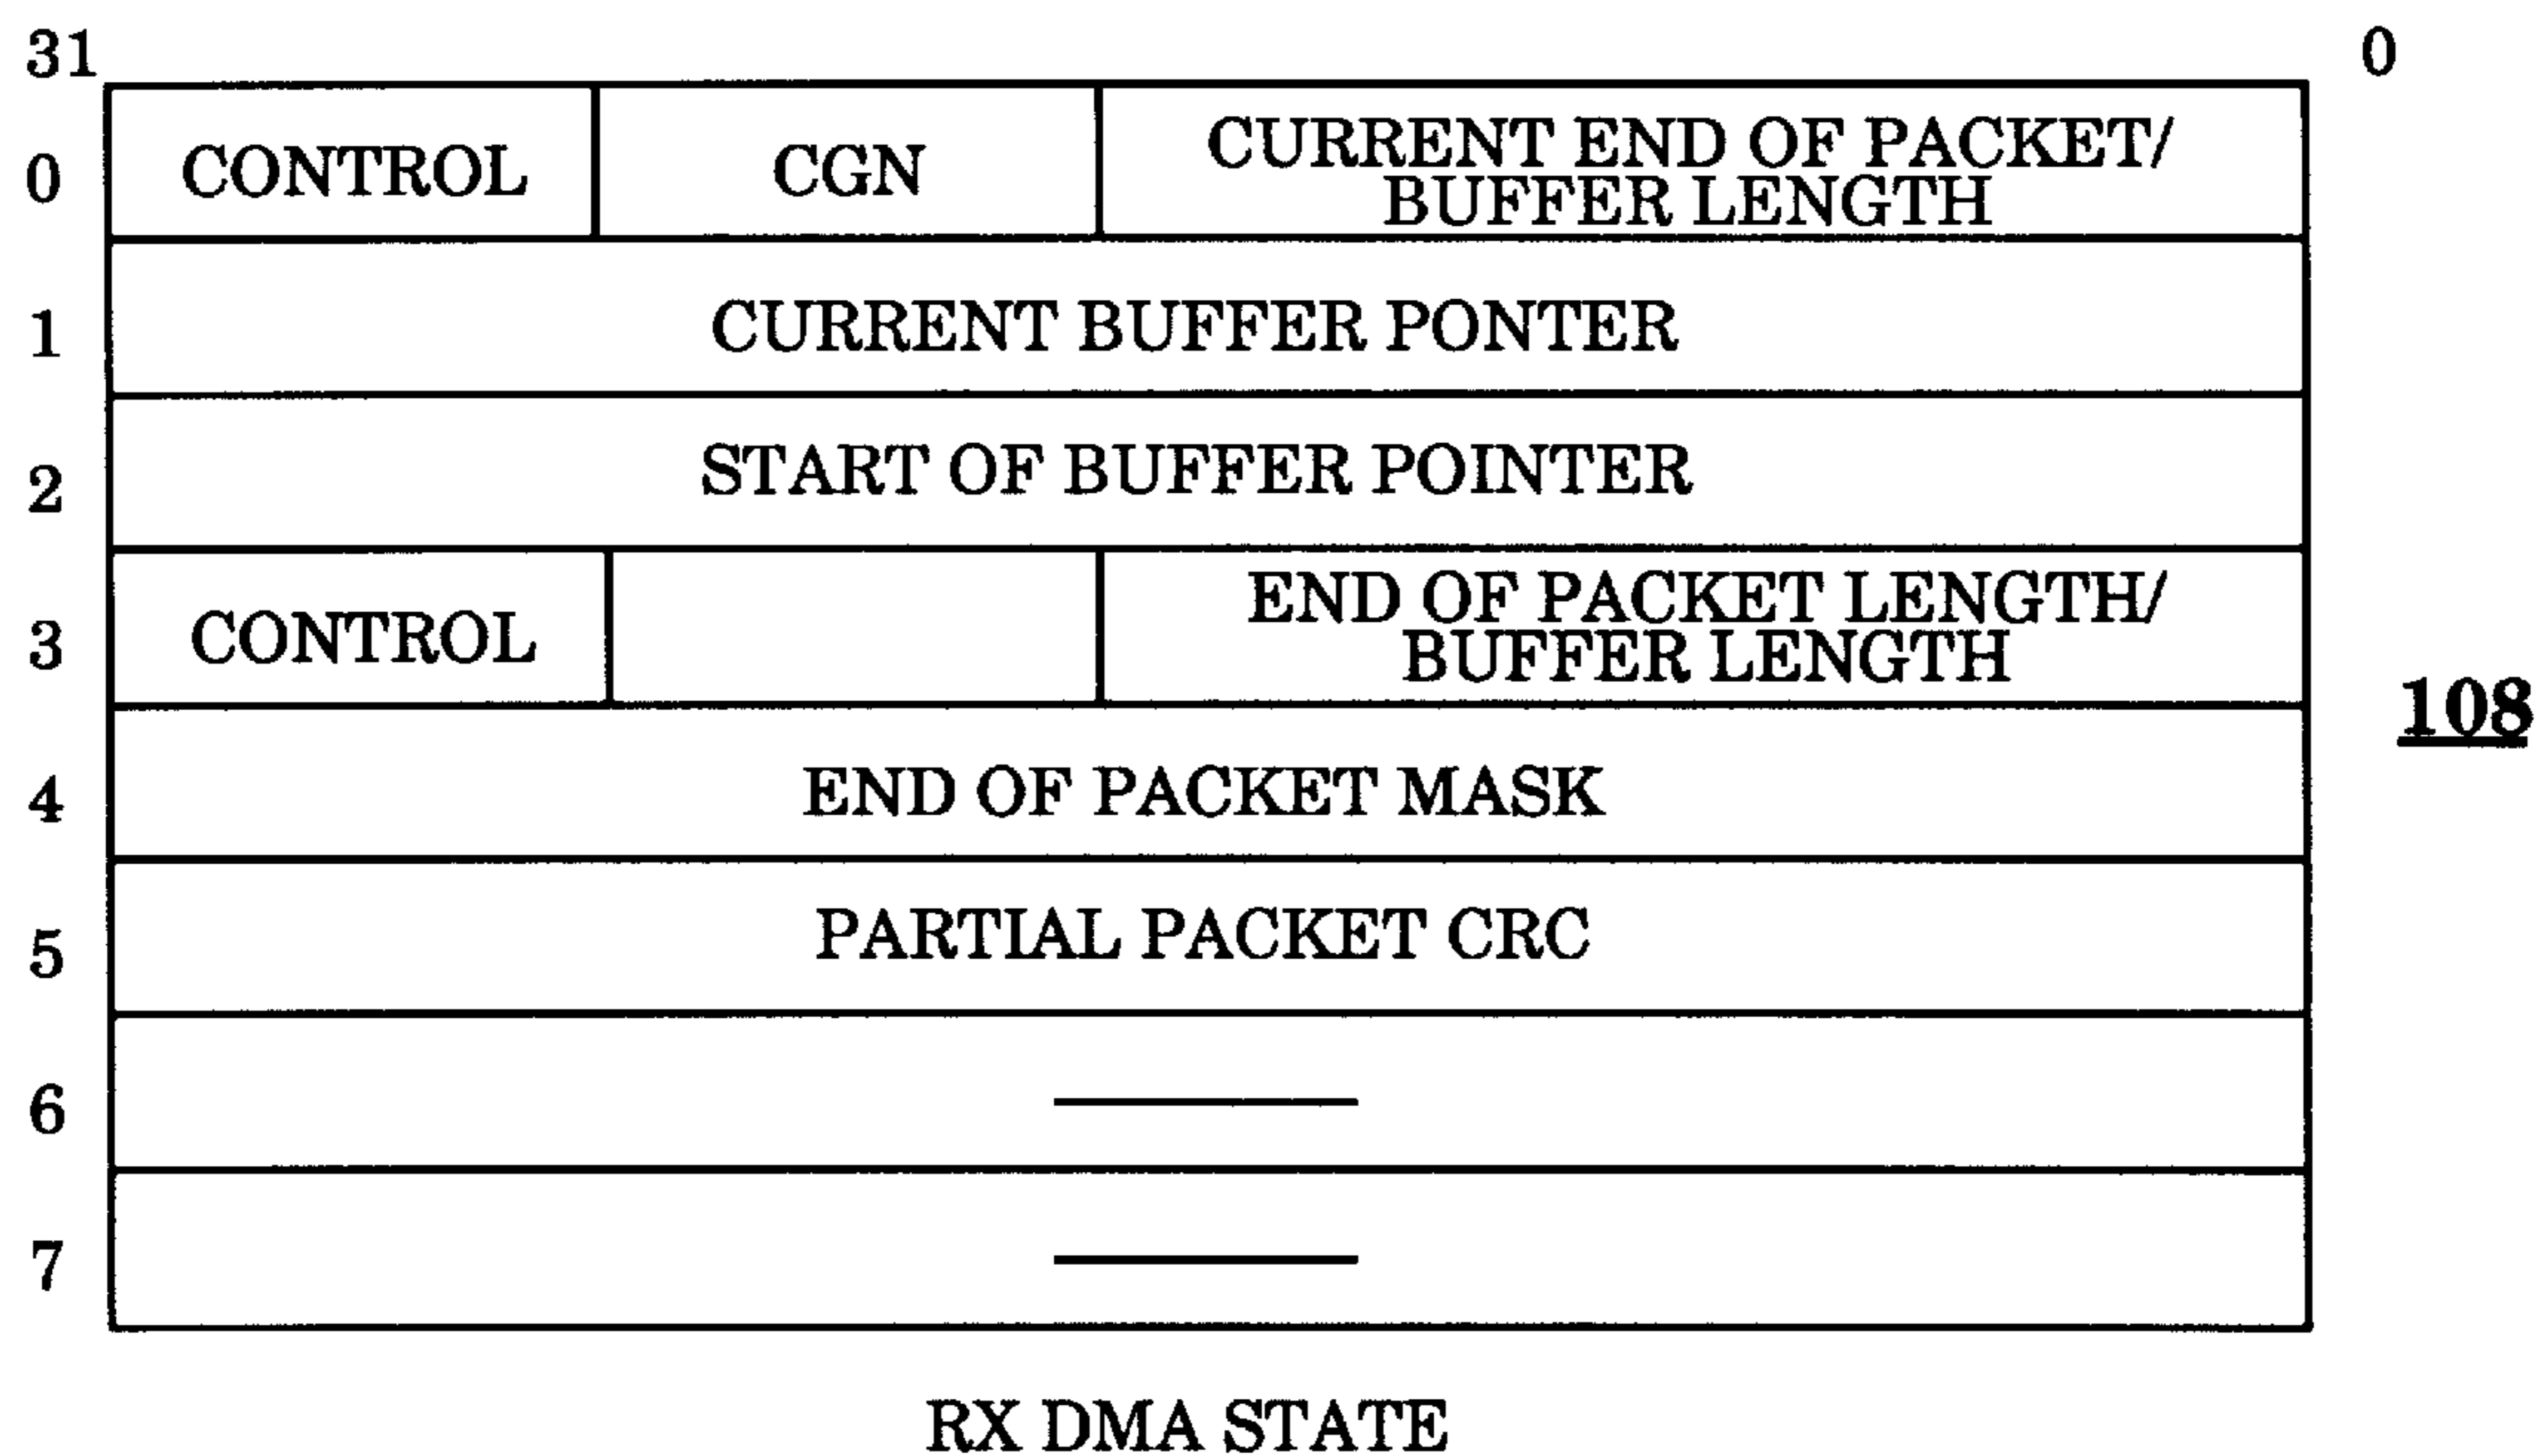 31
0
0
CONTROL
CGN
CURRENT END OF PACKET/
BUFFER LENGTH
1
CURRENT BUFFER PONTER
2
START OF BUFFER POINTER
3
CONTROL
END OF PACKET LENGTH/
BUFFER LENGTH
108
4
END OF PACKET MASK
5
PARTIAL PACKET CRC
6
7
RX DMA STATE